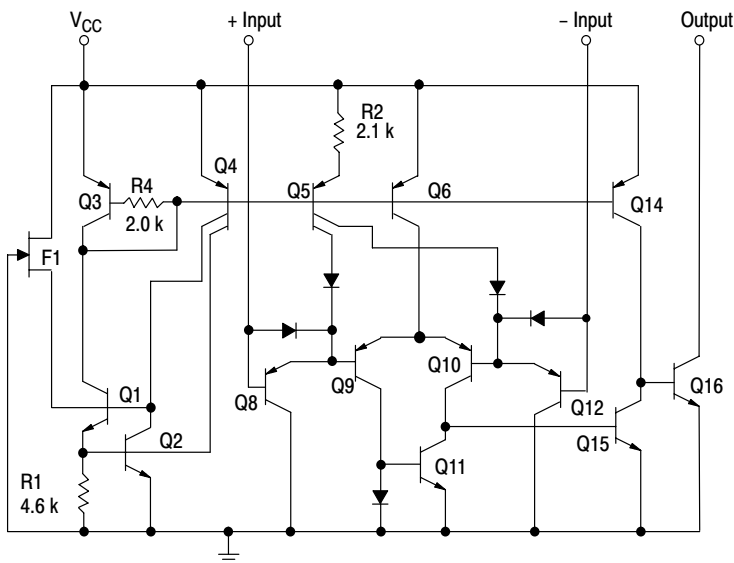 V_CC
+ Input
– Input
Output
R2
2.1 k
Q4
Q3
R4
2.0 k
Q5
Q6
Q14
F1
Q1
Q8
Q9
Q10
Q12
Q16
Q2
Q15
Q11
R1
4.6 k